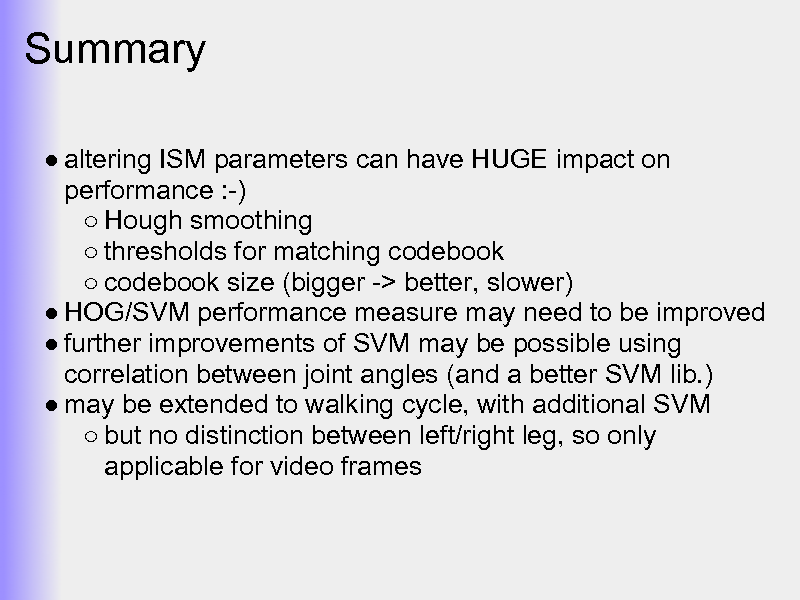 Summary
● altering ISM parameters can have HUGE impact on
performance :-)
○ Hough smoothing
○ thresholds for matching codebook
○ codebook size (bigger -> better, slower)
● HOG/SVM performance measure may need to be improved
● further improvements of SVM may be possible using
correlation between joint angles (and a better SVM lib.)
● may be extended to walking cycle, with additional SVM
○ but no distinction between left/right leg, so only
applicable for video frames